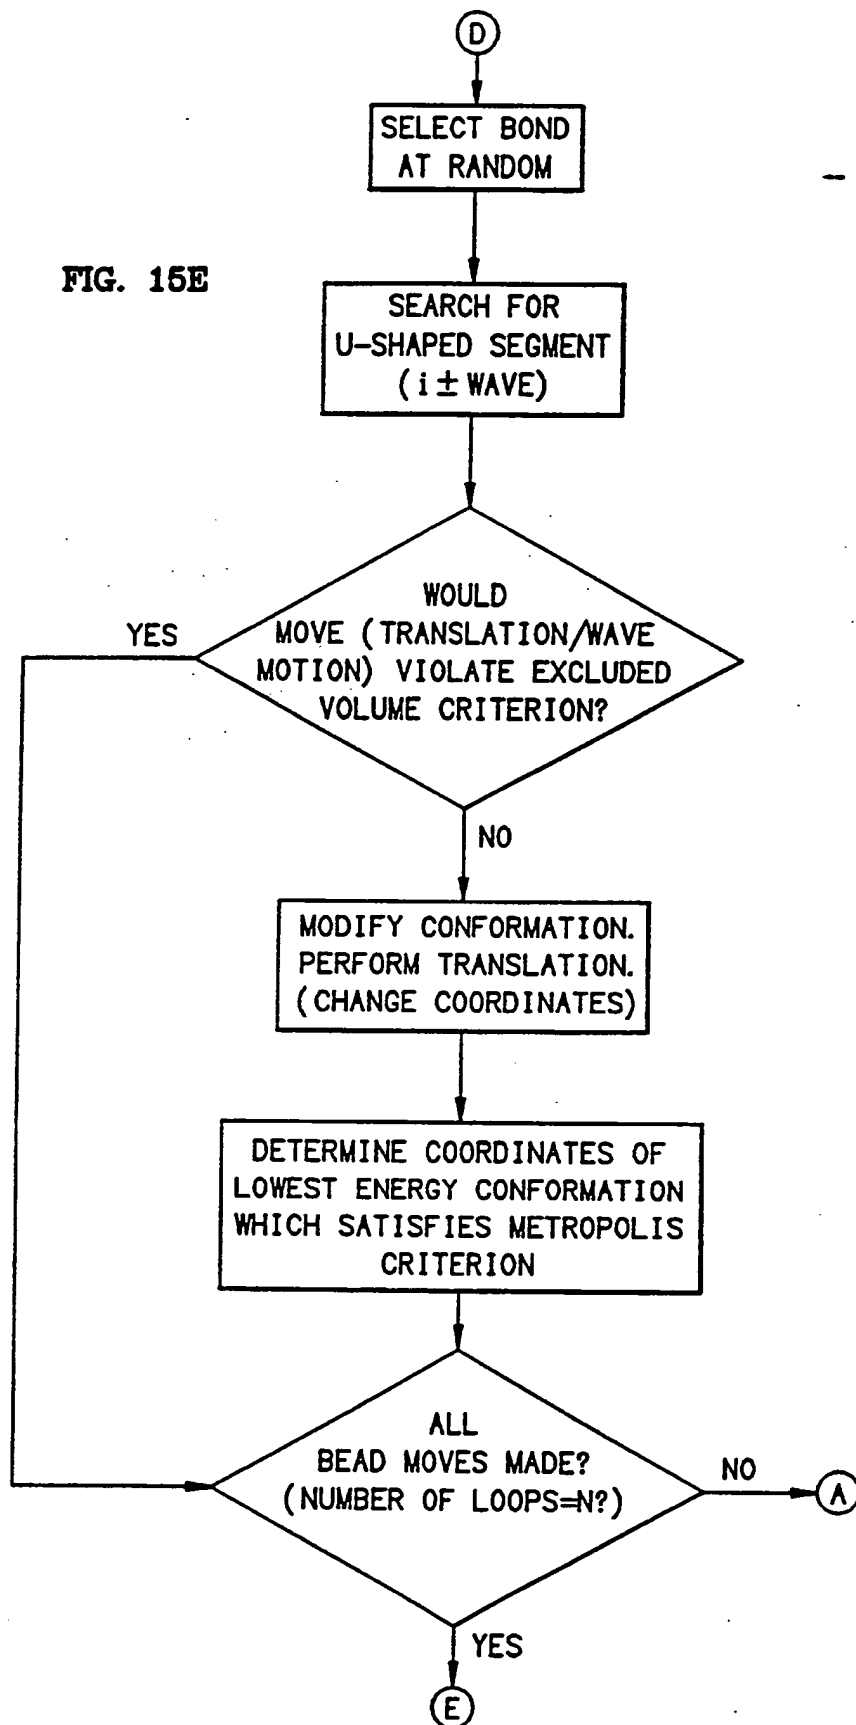 D
SELECT BOND
AT RANDOM
FIG. 15E
SEARCH FOR
U-SHAPED SEGMENT
(i ± WAVE)
WOULD
MOVE (TRANSLATION/WAVE
MOTION) VIOLATE EXCLUDED
VOLUME CRITERION?
YES
NO
MODIFY CONFORMATION.
PERFORM TRANSLATION.
(CHANGE COORDINATES)
DETERMINE COORDINATES OF
LOWEST ENERGY CONFORMATION
WHICH SATISFIES METROPOLIS
CRITERION
ALL
BEAD MOVES MADE?
(NUMBER OF LOOPS=N?)
NO
A
YES
E